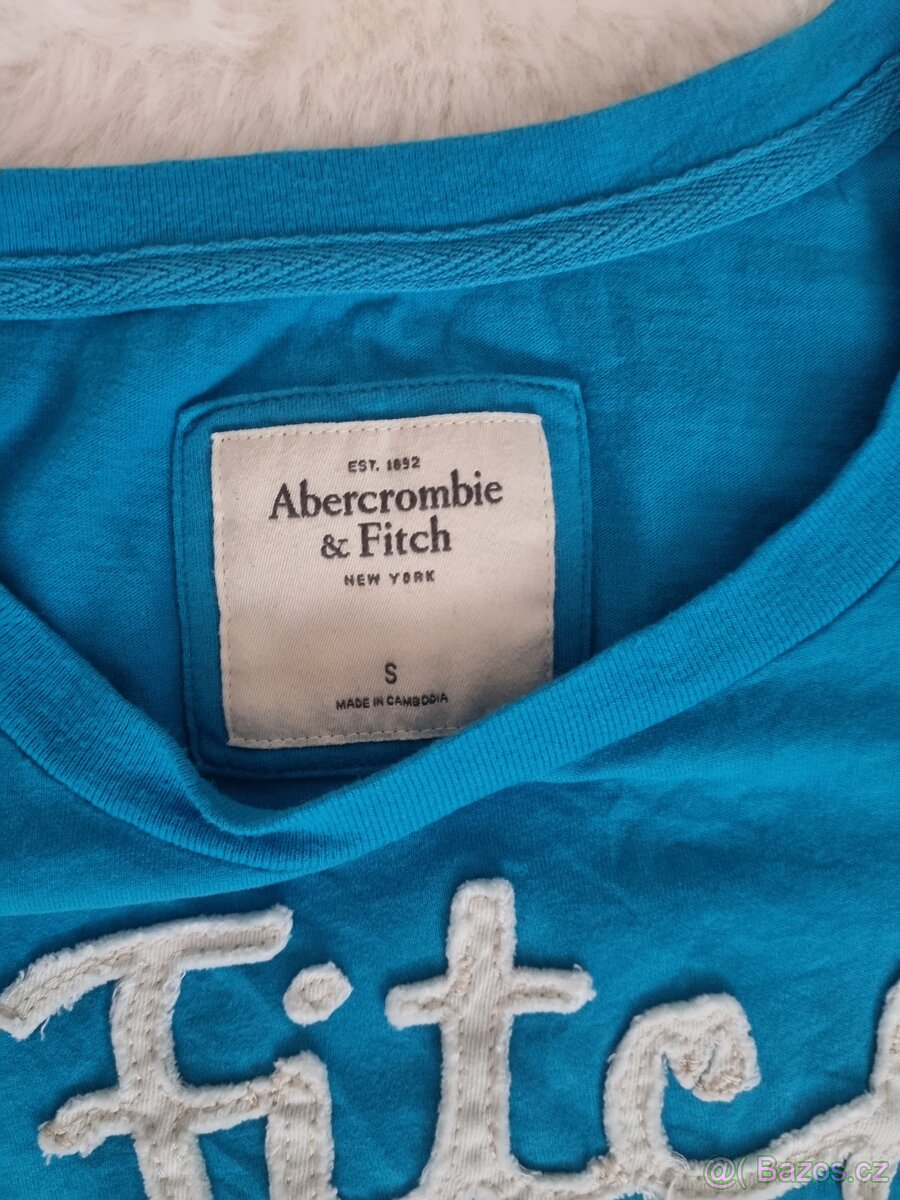 EST. 1892
Abercrombie
& Fitch
NEW YORK
S
MADE IN CAMBODIA
Fitc
@( Bazos.cz